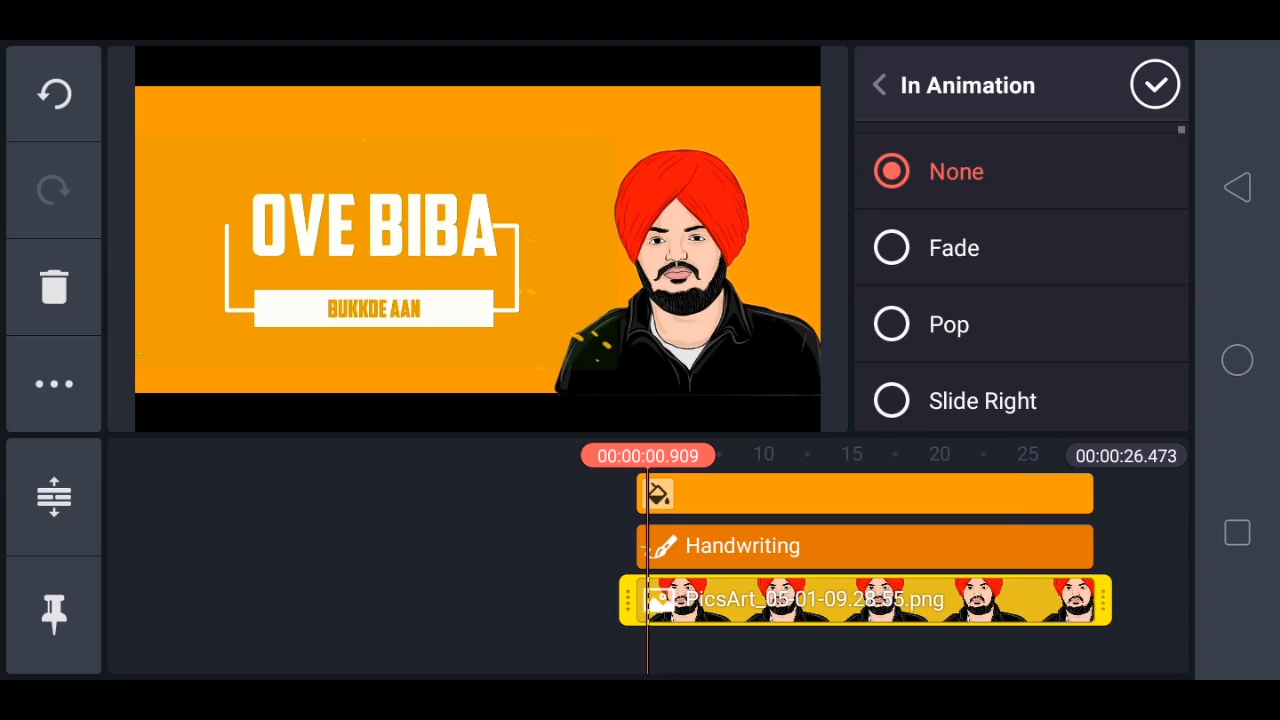 In Animation
OVE BIBA
BUKKDE AAN
None
Fade
Pop
Slide Right
00:00:00.909
10
15
20
25
00:00:26.473
Handwriting
PicsArt_05-01-09.28.55.png